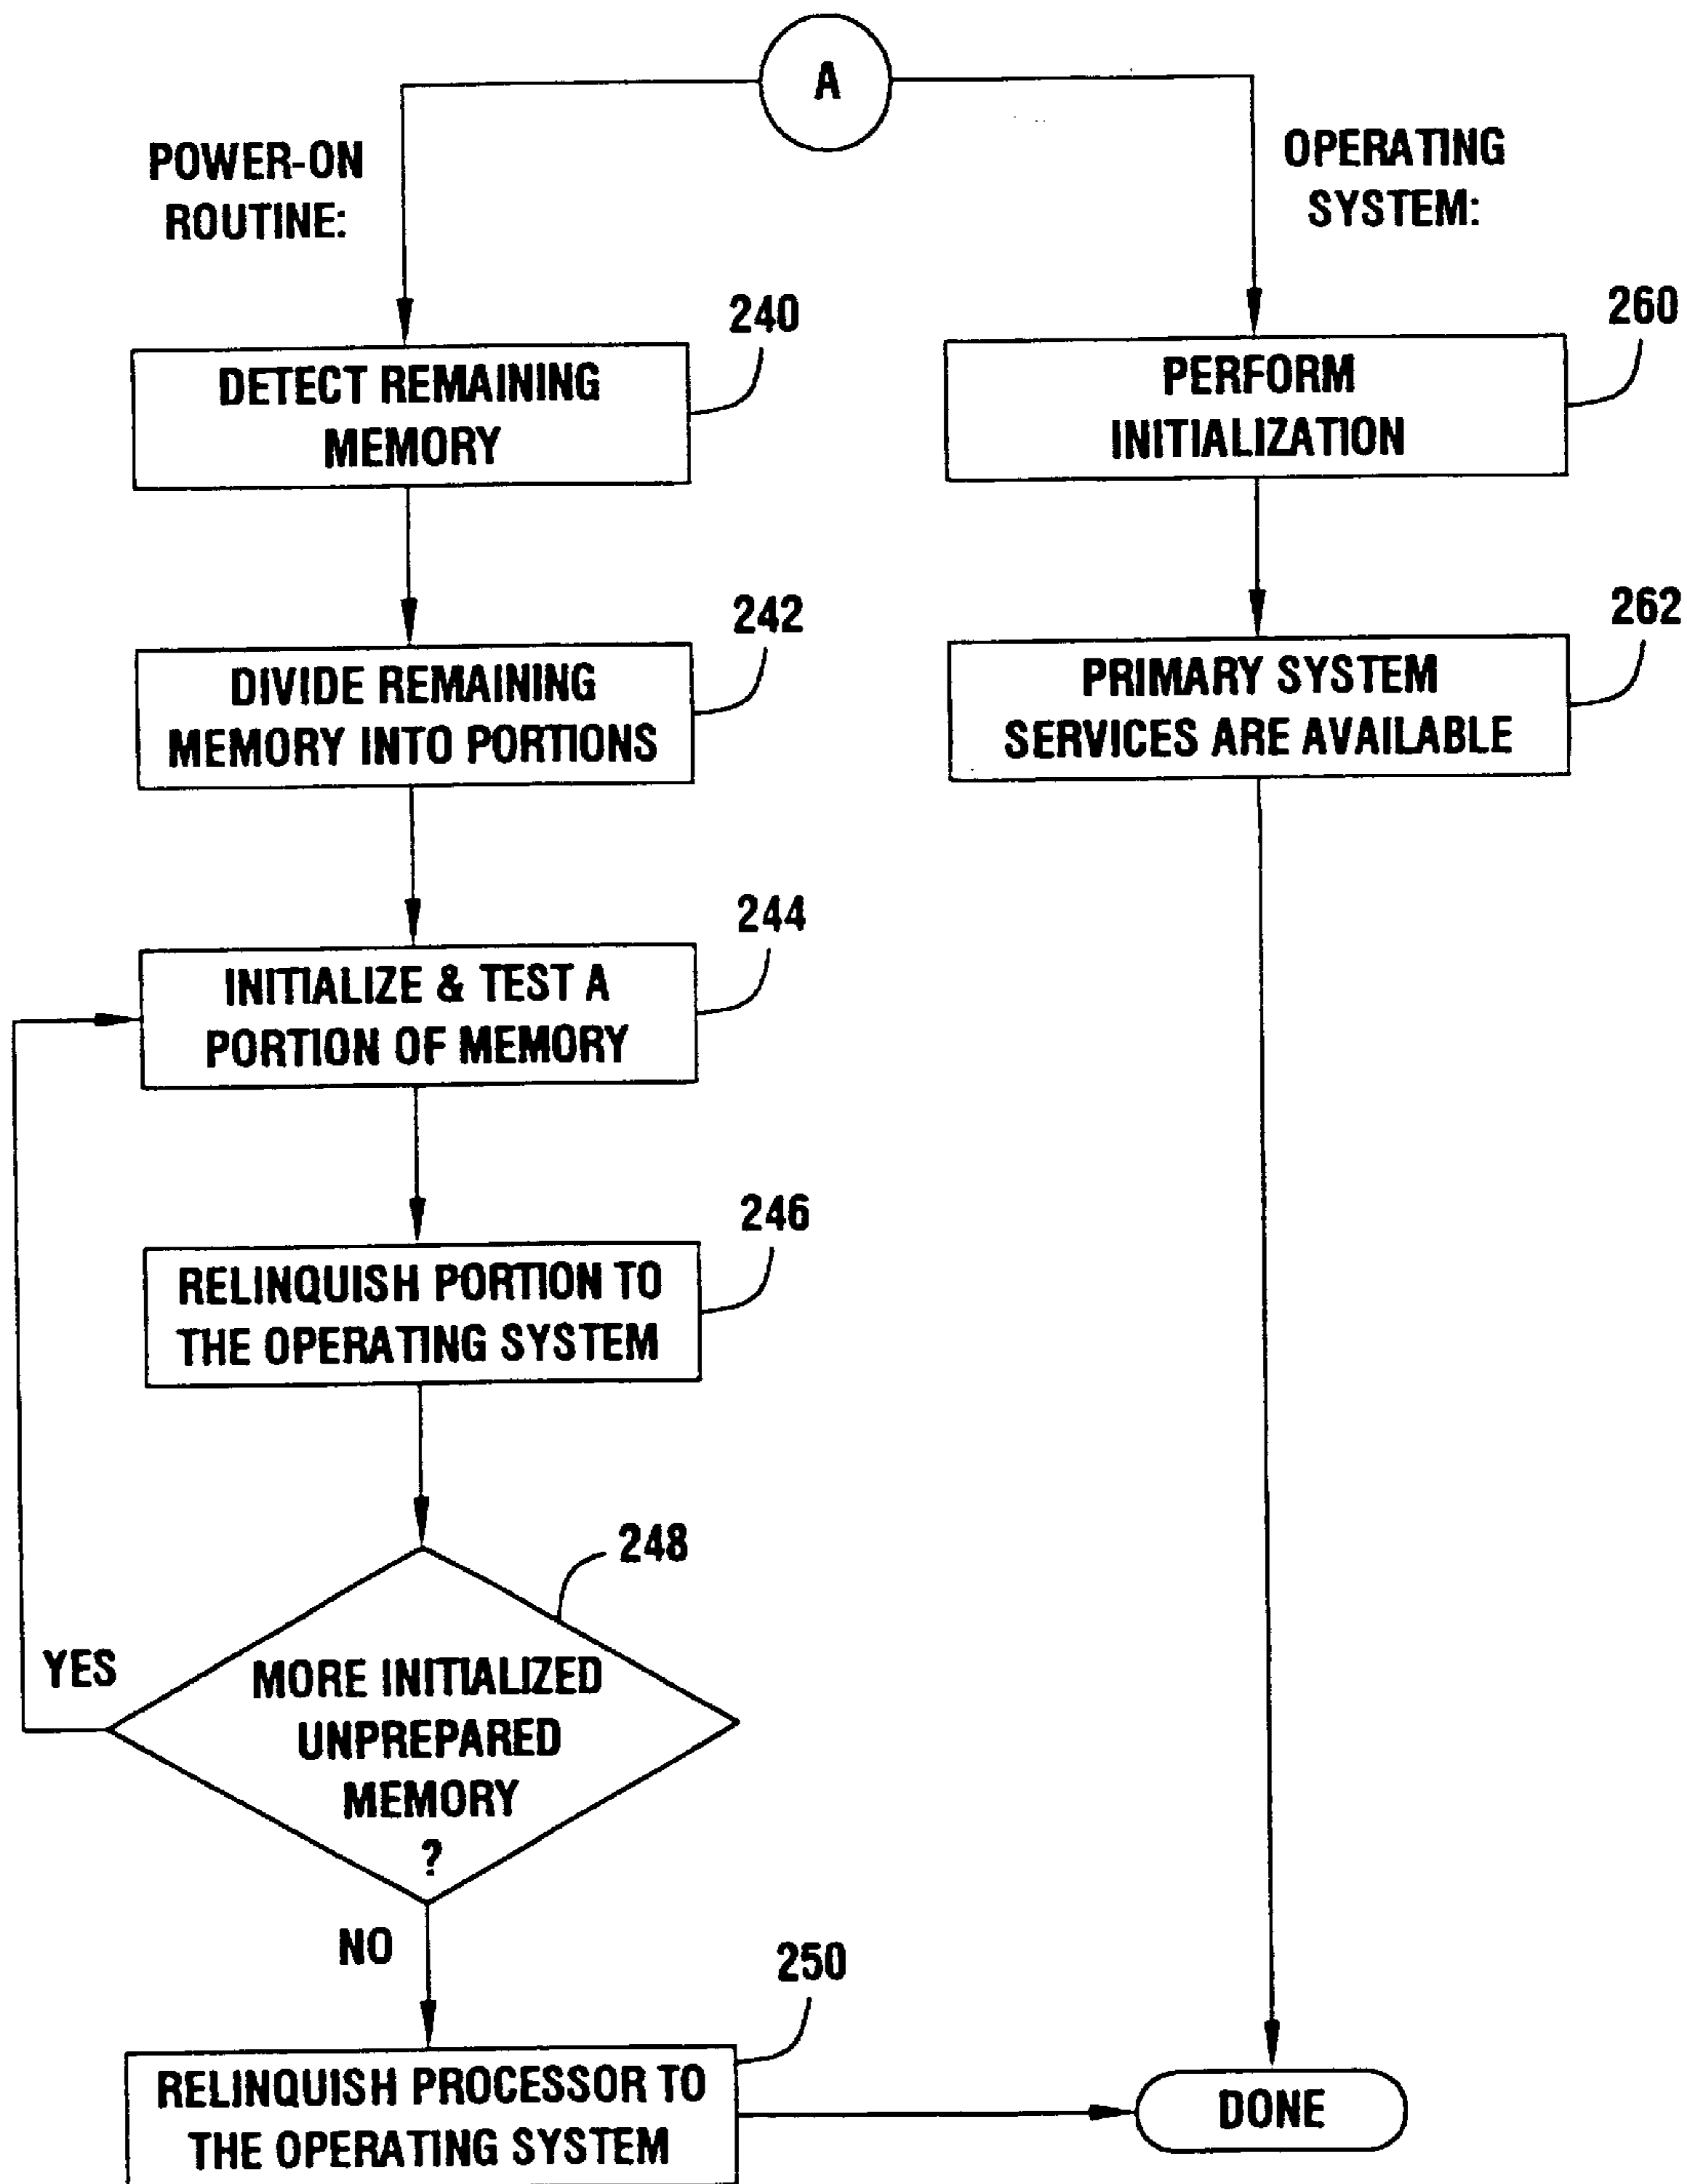 A
POWER-ON
ROUTINE:
OPERATING
SYSTEM:
240
DETECT REMAINING
MEMORY
260
PERFORM
INITIALIZATION
242
DIVIDE REMAINING
MEMORY INTO PORTIONS
262
PRIMARY SYSTEM
SERVICES ARE AVAILABLE
244
INITIALIZE & TEST A
PORTION OF MEMORY
246
RELINQUISH PORTION TO
THE OPERATING SYSTEM
248
YES
MORE INITIALIZED
UNPREPARED
MEMORY
?
NO
250
RELINQUISH PROCESSOR TO
THE OPERATING SYSTEM
DONE